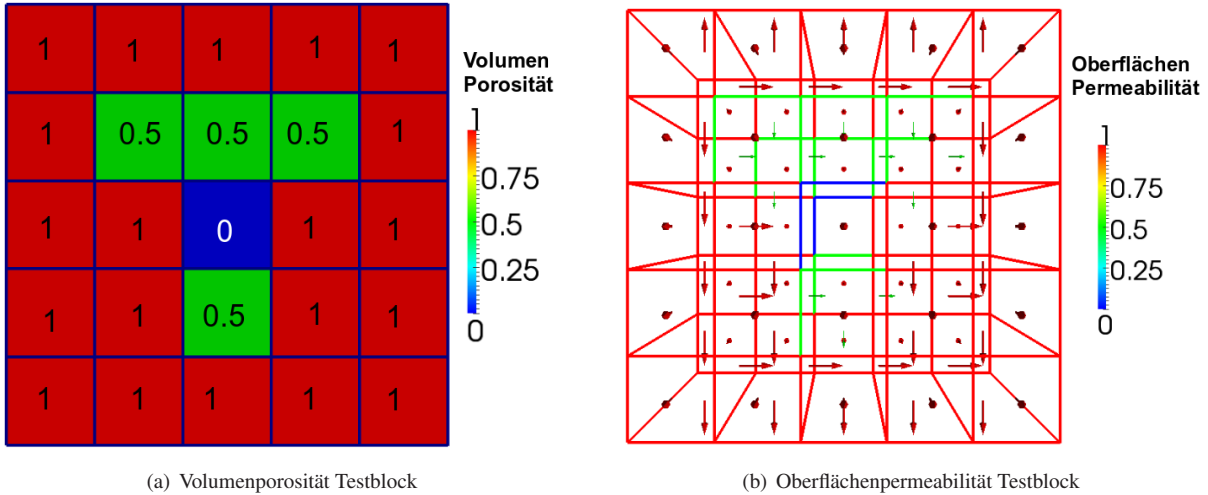 1 1 1 1 1
1 0.5 0.5 0.5 1
1 1 0 1 1
1 1 0.5 1 1
1 1 1 1 1
Volumen
Porosität
1
0.75
0.5
0.25
0
Oberflächen
Permeabilität
1
0.75
0.5
0.25
0
(a) Volumenporosität Testblock
(b) Oberflächenpermeabilität Testblock